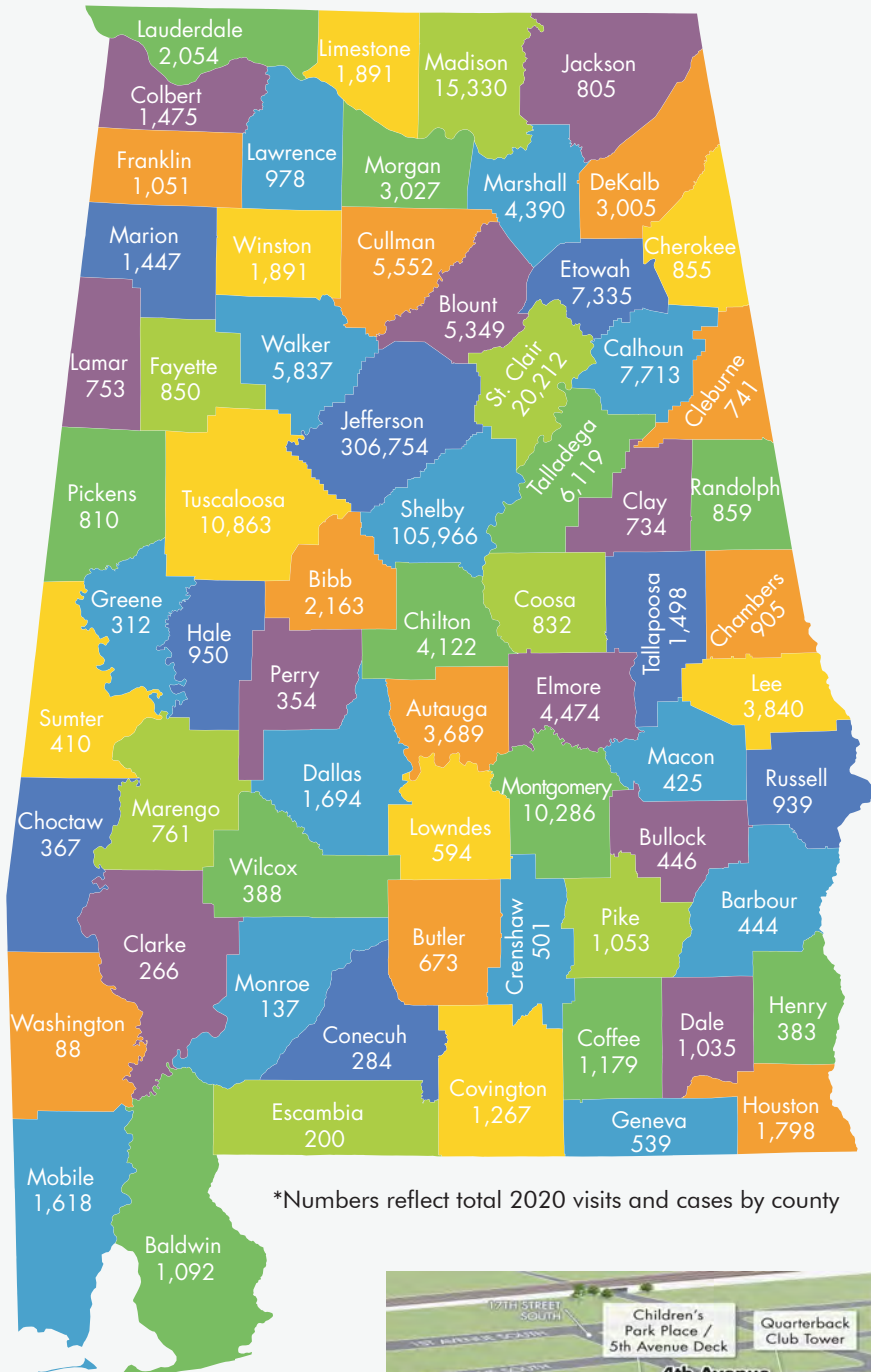 Lauderdale
2,054
Limestone
1,891
Madison
15,330
Jackson
805
Colbert
1,475
Franklin
1,051
Lawrence
978
Morgan
3,027
Marshall
4,390
DeKalb
3,005
Cherokee
855
Marion
1,447
Winston
1,891
Cullman
5,552
Blount
5,349
Etowah
7,335
Lamar
753
Fayette
850
Walker
5,837
Jefferson
306,754
St. Clair
20,212
Calhoun
7,713
Cleburne
741
Pickens
810
Tuscaloosa
10,863
Shelby
105,966
Talladega
6,119
Clay
734
Randolph
859
Greene
312
Hale
950
Bibb
2,163
Chilton
4,122
Coosa
832
Tallapoosa
1,498
Chambers
905
Sumter
410
Perry
354
Autauga
3,689
Elmore
4,474
Lee
3,840
Choctaw
367
Marengo
761
Dallas
1,694
Lowndes
594
Montgomery
10,286
Macon
425
Russell
939
Bullock
446
Wilcox
388
Clarke
266
Monroe
137
Butler
673
Crenshaw
501
Pike
1,053
Barbour
444
Washington
88
Conecuh
284
Covington
1,267
Coffee
1,179
Dale
1,035
Henry
383
Escambia
200
Geneva
539
Houston
1,798
Mobile
1,618
Baldwin
1,092
*Numbers reflect total 2020 visits and cases by county
17TH STREET
SOUTH
1ST AVENUE SOUTH
Children's
Park Place /
5th Avenue Deck
Quarterback
Club Tower
4th Avenue